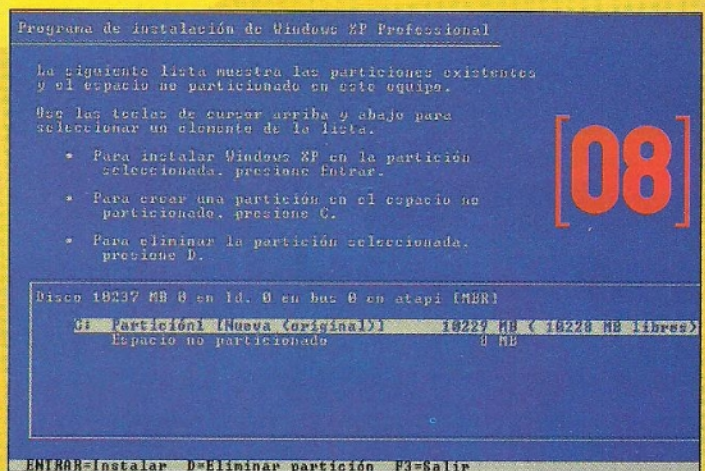 Programa de instalación de Windows XP Professional
La siguiente lista muestra las particiones existentes
y el espacio no particionado en este equipo.
Use las teclas de cursor arriba y abajo para
seleccionar un elemento de la lista.
[08]
* Para instalar Windows XP en la partición
seleccionada, presione Entrar.
* Para crear una partición en el espacio no
particionado, presione C.
* Para eliminar la partición seleccionada,
presione D.
Disco 10237 MB 0 en Id. 0 en bus 0 en atapi [MBR]
C: Partición1 [Nueva (original)] 10229 MB ( 10228 MB libres)
Espacio no particionado 8 MB
ENTRAR=Instalar D=Eliminar partición F3=Salir